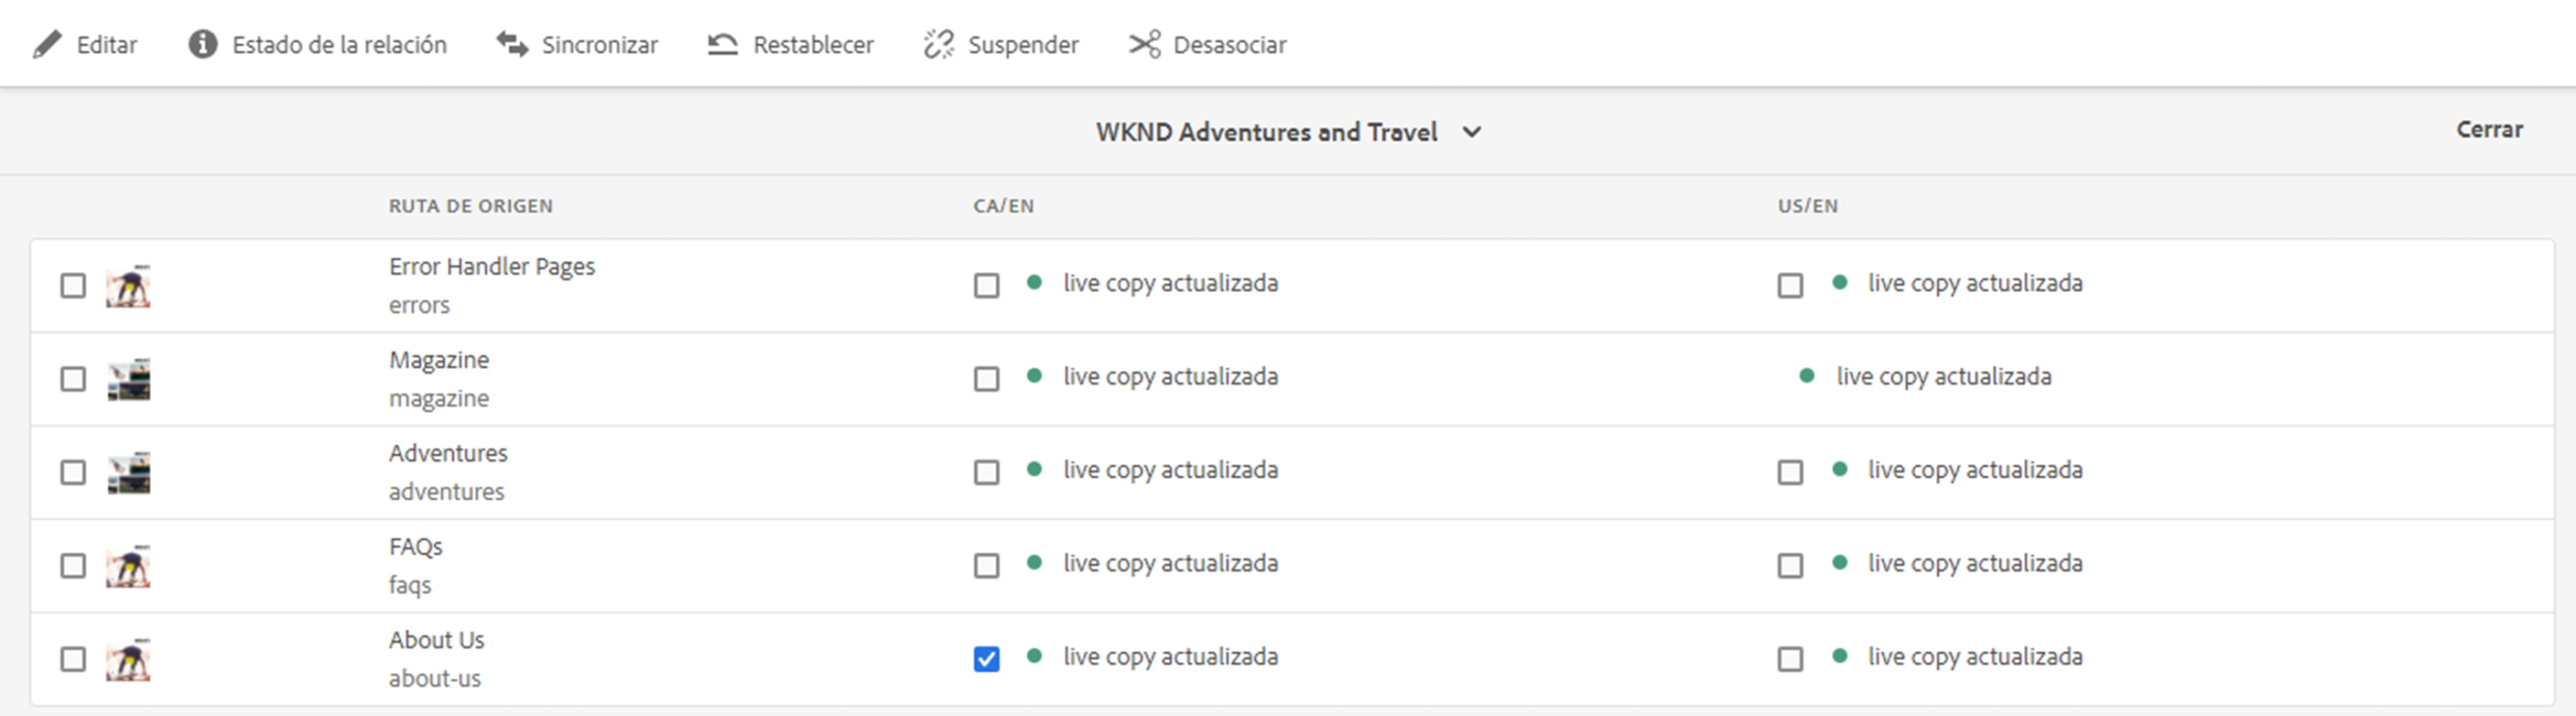 Editar Estado de la relación Sincronizar Restablecer Suspender Desasociar
WKND Adventures and Travel Cerrar
RUTA DE ORIGEN CA/EN US/EN
Error Handler Pages
errors
live copy actualizada live copy actualizada
Magazine
magazine
live copy actualizada live copy actualizada
Adventures
adventures
live copy actualizada live copy actualizada
FAQs
faqs
live copy actualizada live copy actualizada
About Us
about-us
live copy actualizada live copy actualizada